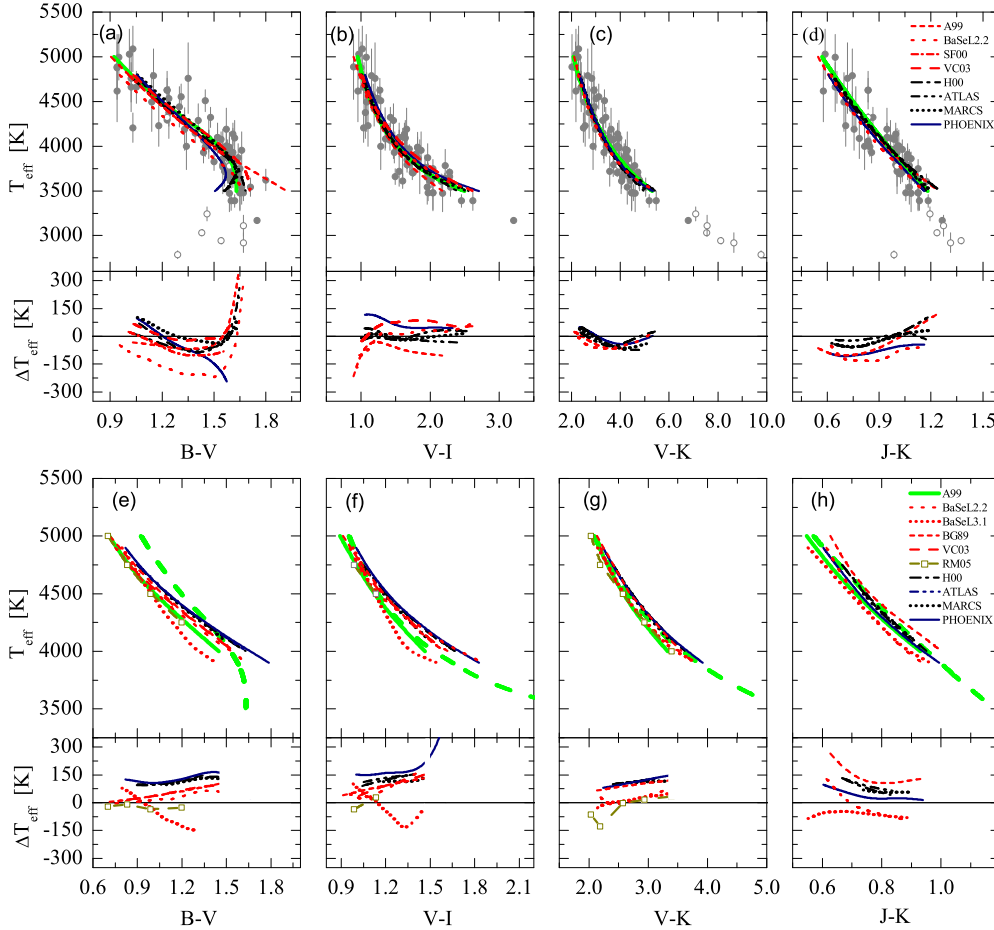 (a)
(b)
(c)
(d)
A99
BaSeL2.2
SF00
VC03
H00
ATLAS
MARCS
PHOENIX
5500
5000
4500
4000
3500
3000
T_eff [K]
300
150
0
-150
-300
ΔT_eff [K]
0.9 1.2 1.5 1.8
1.0 2.0 3.0
2.0 4.0 6.0 8.0 10.0
0.6 0.9 1.2 1.5
B-V
V-I
V-K
J-K
(e)
(f)
(g)
(h)
A99
BaSeL2.2
BaSeL3.1
BG89
VC03
RM05
H00
ATLAS
MARCS
PHOENIX
5500
5000
4500
4000
3500
T_eff [K]
300
150
0
-150
-300
ΔT_eff [K]
0.6 0.9 1.2 1.5 1.8
0.9 1.2 1.5 1.8 2.1
2.0 3.0 4.0 5.0
0.6 0.8 1.0
B-V
V-I
V-K
J-K